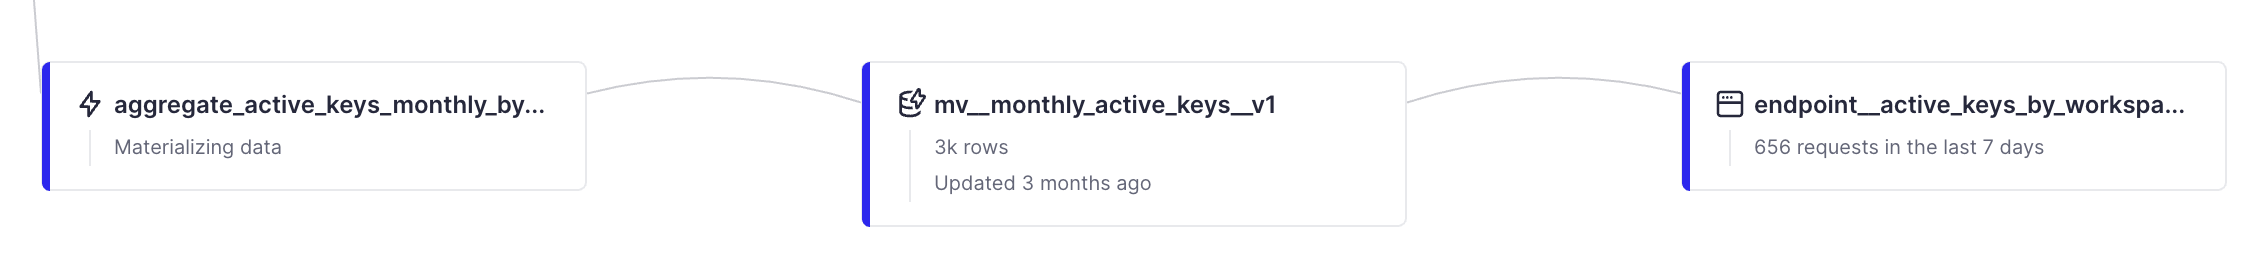 aggregate_active_keys_monthly_by...
Materializing data
mv__monthly_active_keys__v1
3k rows
Updated 3 months ago
endpoint__active_keys_by_workspa...
656 requests in the last 7 days